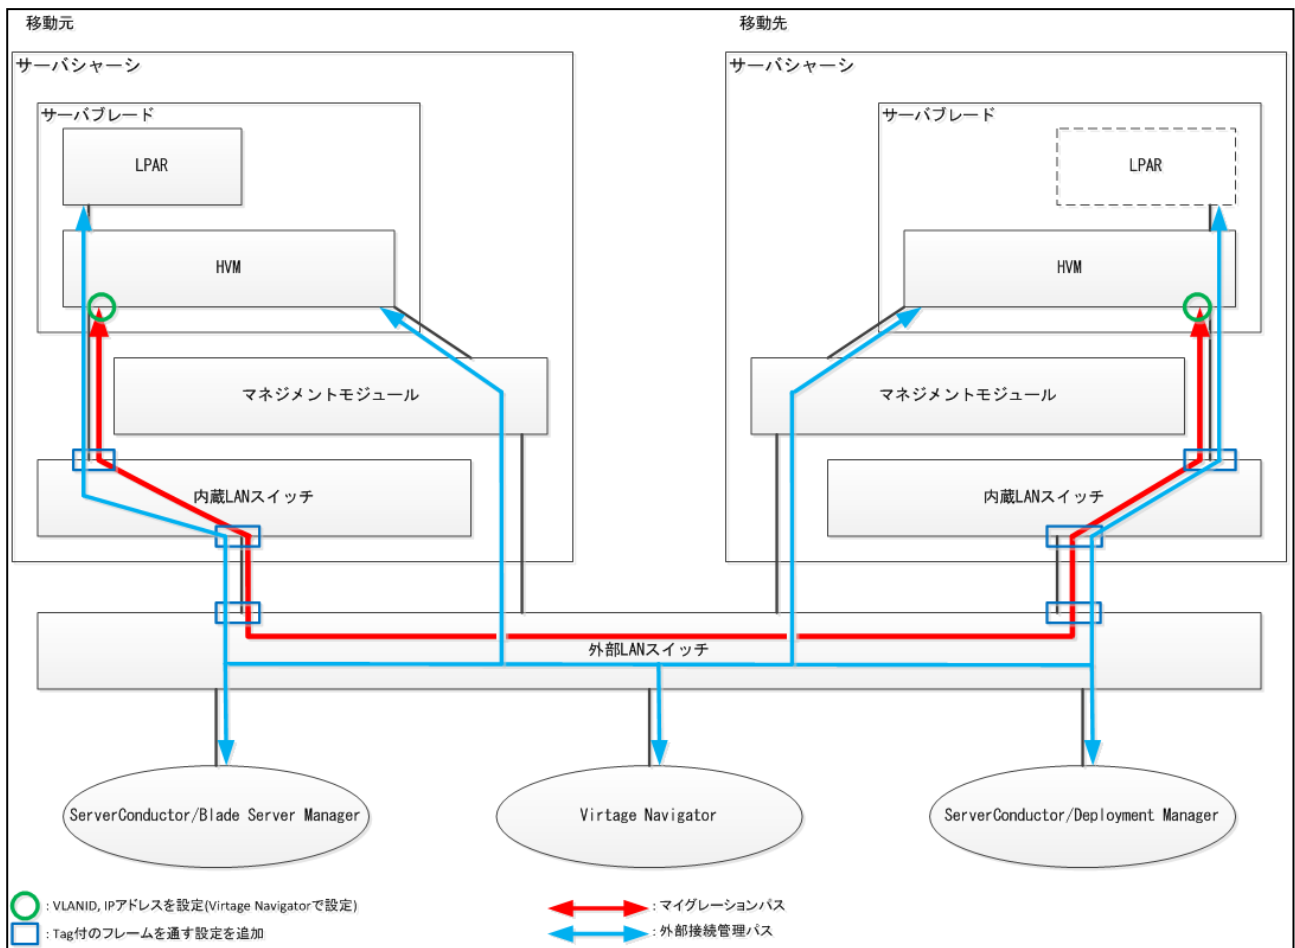 移動元
移動先
サーバシャーシ
サーバシャーシ
サーバブレード
サーバブレード
LPAR
LPAR
HVM
HVM
マネジメントモジュール
マネジメントモジュール
内蔵LANスイッチ
内蔵LANスイッチ
外部LANスイッチ
ServerConductor/Blade Server Manager
Virtage Navigator
ServerConductor/Deployment Manager
: VLANID, IPアドレスを設定(Virtage Navigatorで設定)
: マイグレーションパス
: Tag付のフレームを通す設定を追加
: 外部接続管理パス